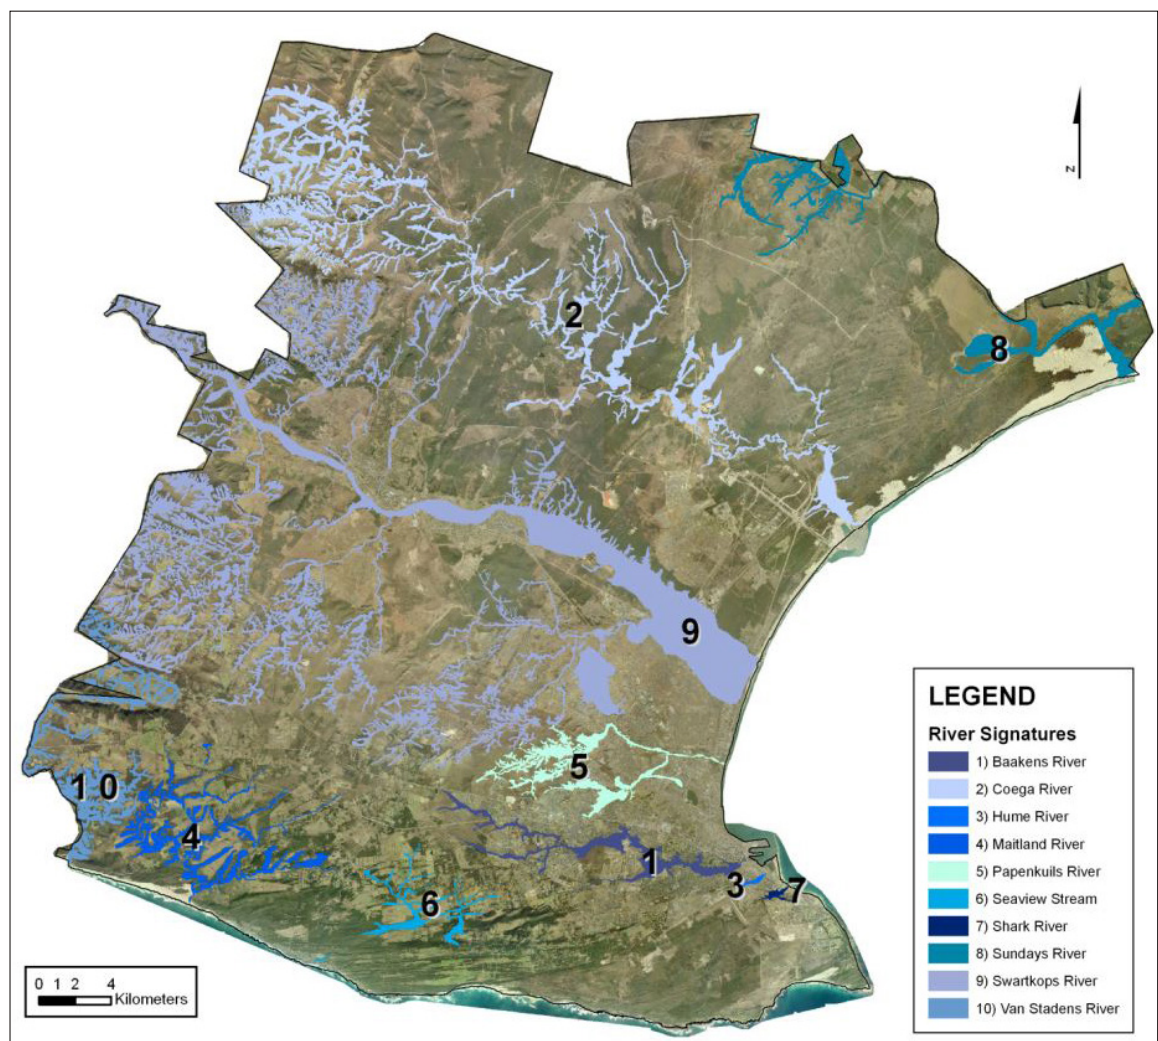 N
2
8
9
5
1 0
4
1
6
3
7
LEGEND
River Signatures
1) Baakens River
2) Coega River
3) Hume River
4) Maitland River
5) Papenkuils River
6) Seaview Stream
7) Shark River
8) Sundays River
9) Swartkops River
10) Van Stadens River
0 1 2 4
Kilometers